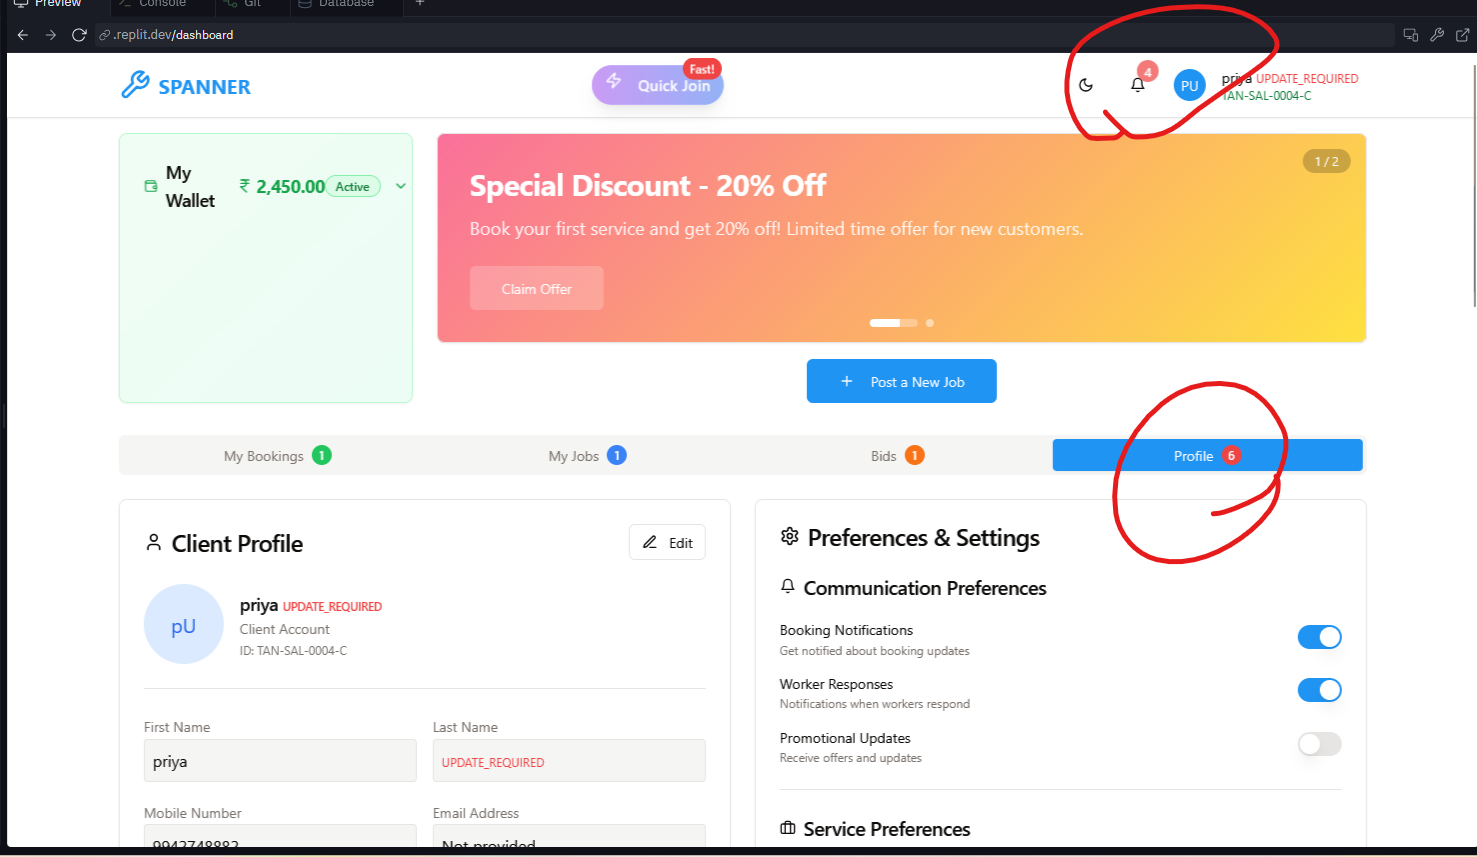 Preview
Console
Git
Database
.replit.dev/dashboard
SPANNER
Quick Join
Fast!
4
PU
priya UPDATE_REQUIRED
TAN-SAL-0004-C
My
Wallet
₹ 2,450.00
Active
Special Discount - 20% Off
1 / 2
Book your first service and get 20% off! Limited time offer for new customers.
Claim Offer
+ Post a New Job
My Bookings 1
My Jobs 1
Bids 1
Profile 6
Client Profile
Edit
pU
priya UPDATE_REQUIRED
Client Account
ID: TAN-SAL-0004-C
First Name
Last Name
priya
UPDATE_REQUIRED
Mobile Number
Email Address
9942748882
Not provided
Preferences & Settings
Communication Preferences
Booking Notifications
Get notified about booking updates
Worker Responses
Notifications when workers respond
Promotional Updates
Receive offers and updates
Service Preferences